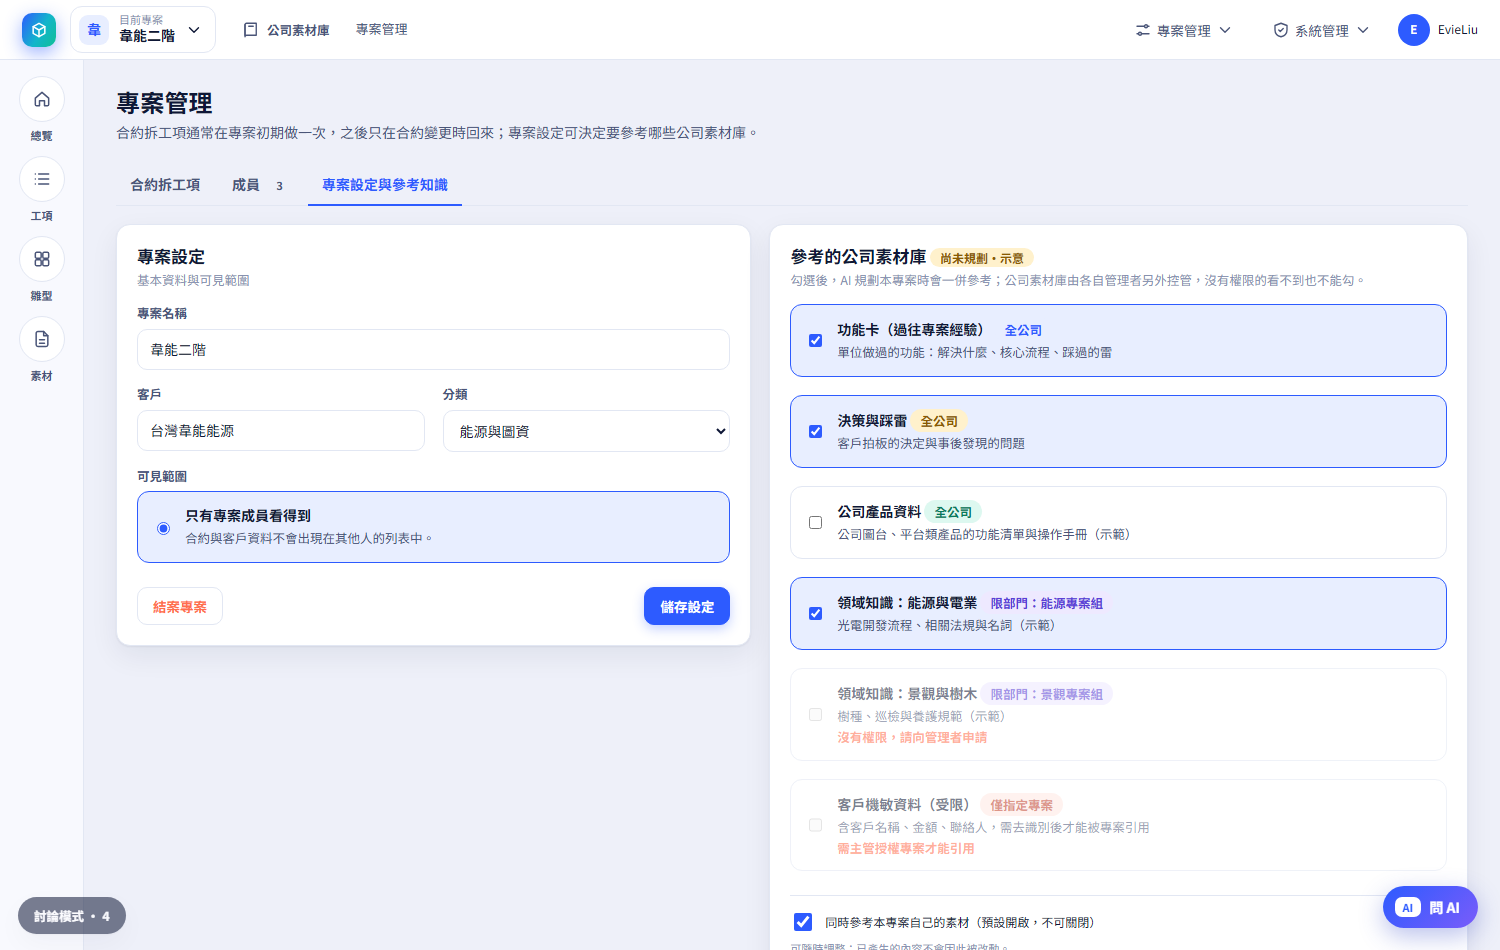 韋
目前專案
韋能二階
公司素材庫
專案管理
專案管理
系統管理
E
EvieLiu
總覽
工項
雛型
素材
專案管理
合約拆工項通常在專案初期做一次，之後只在合約變更時回來；專案設定可決定要參考哪些公司素材庫。
合約拆工項
成員 3
專案設定與參考知識
專案設定
基本資料與可見範圍
專案名稱
韋能二階
客戶
分類
台灣韋能能源
能源與圖資
可見範圍
只有專案成員看得到
合約與客戶資料不會出現在其他人的列表中。
結案專案
儲存設定
參考的公司素材庫 尚未規劃・示意
勾選後，AI 規劃本專案時會一併參考；公司素材庫由各自管理者另外控管，沒有權限的看不到也不能勾。
功能卡（過往專案經驗） 全公司
單位做過的功能：解決什麼、核心流程、踩過的雷
決策與踩雷 全公司
客戶拍板的決定與事後發現的問題
公司產品資料 全公司
公司圖台、平台類產品的功能清單與操作手冊（示範）
領域知識：能源與電業 限部門：能源專案組
光電開發流程、相關法規與名詞（示範）
領域知識：景觀與樹木 限部門：景觀專案組
樹種、巡檢與養護規範（示範）
沒有權限，請向管理者申請
客戶機敏資料（受限） 僅指定專案
含客戶名稱、金額、聯絡人，需去識別後才能被專案引用
需主管授權專案才能引用
同時參考本專案自己的素材（預設開啟，不可關閉）
可隨時調整；已產生的內容不會因此被改動。
討論模式 • 4
AI 問 AI